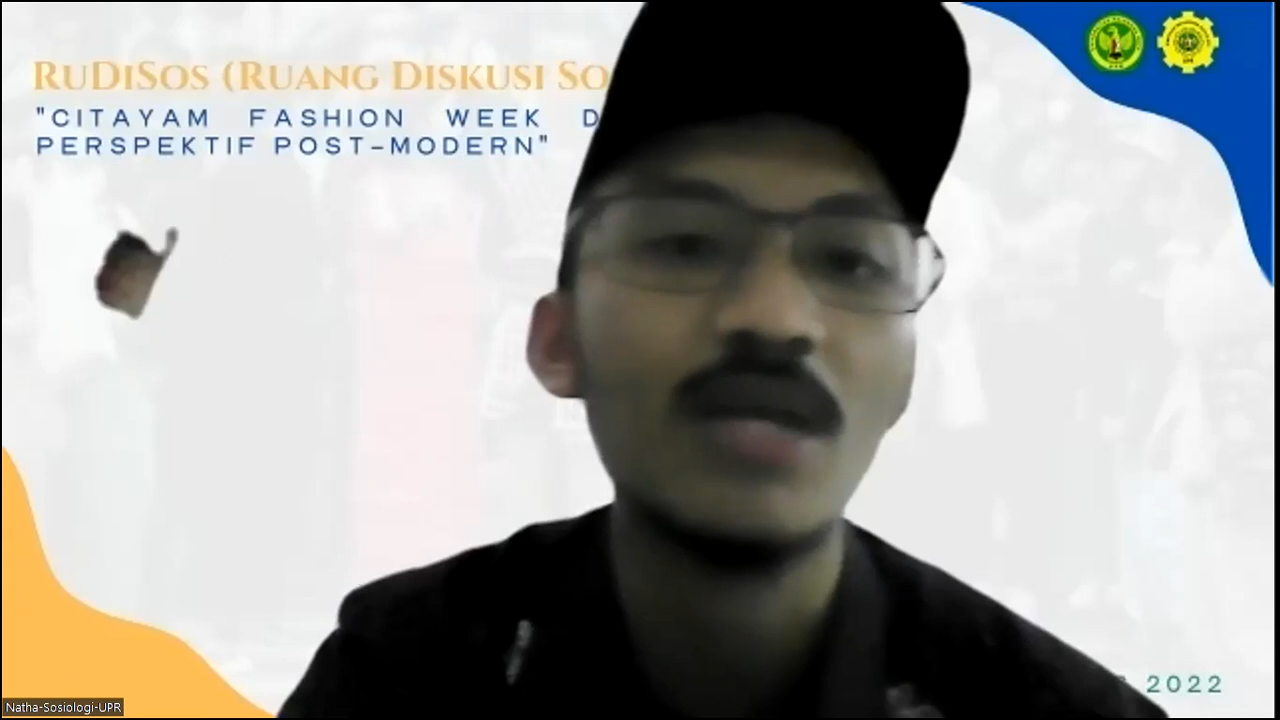 RUDISOS (RUANG DISKUSI SO
"CITAYAM FASHION WEEK D
PERSPEKTIF POST-MODERN"
2022
Natha-Sosiologi-UPR